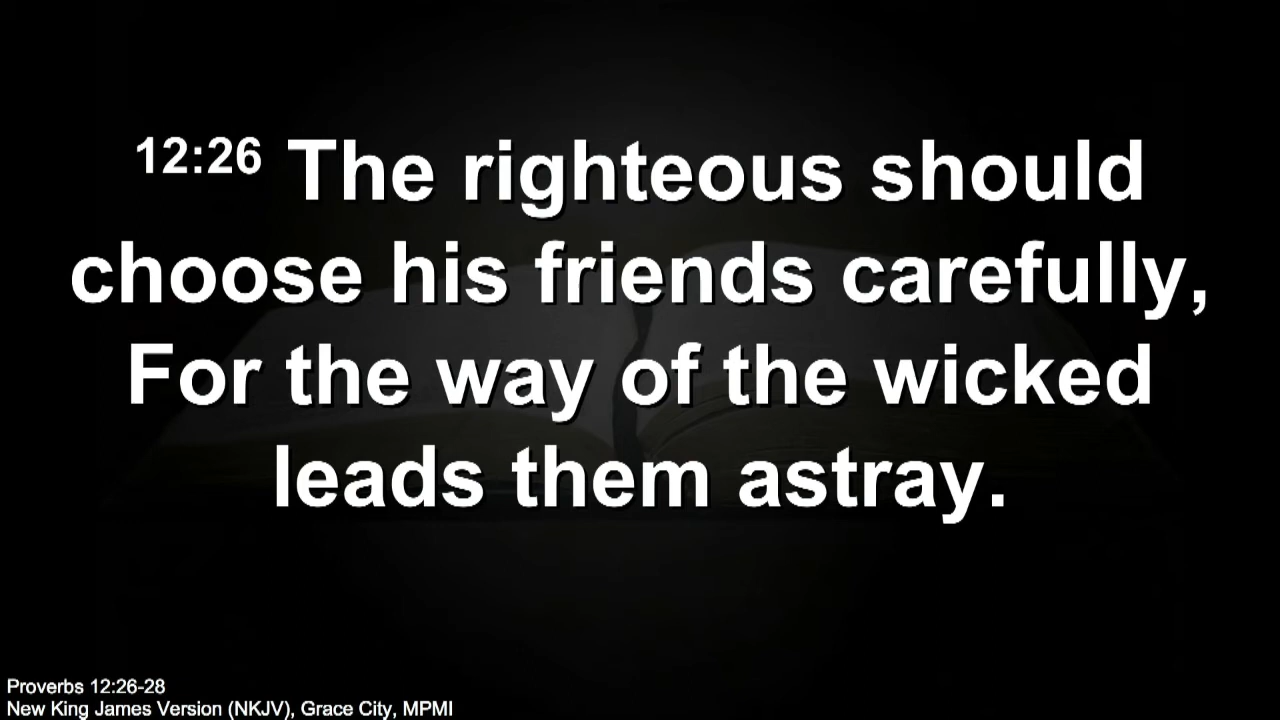 12:26 The righteous should
choose his friends carefully,
For the way of the wicked
leads them astray.
Proverbs 12:26-28
New King James Version (NKJV), Grace City, MPMI